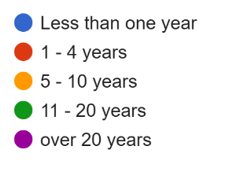 Less than one year
1 - 4 years
5 - 10 years
11 - 20 years
over 20 years